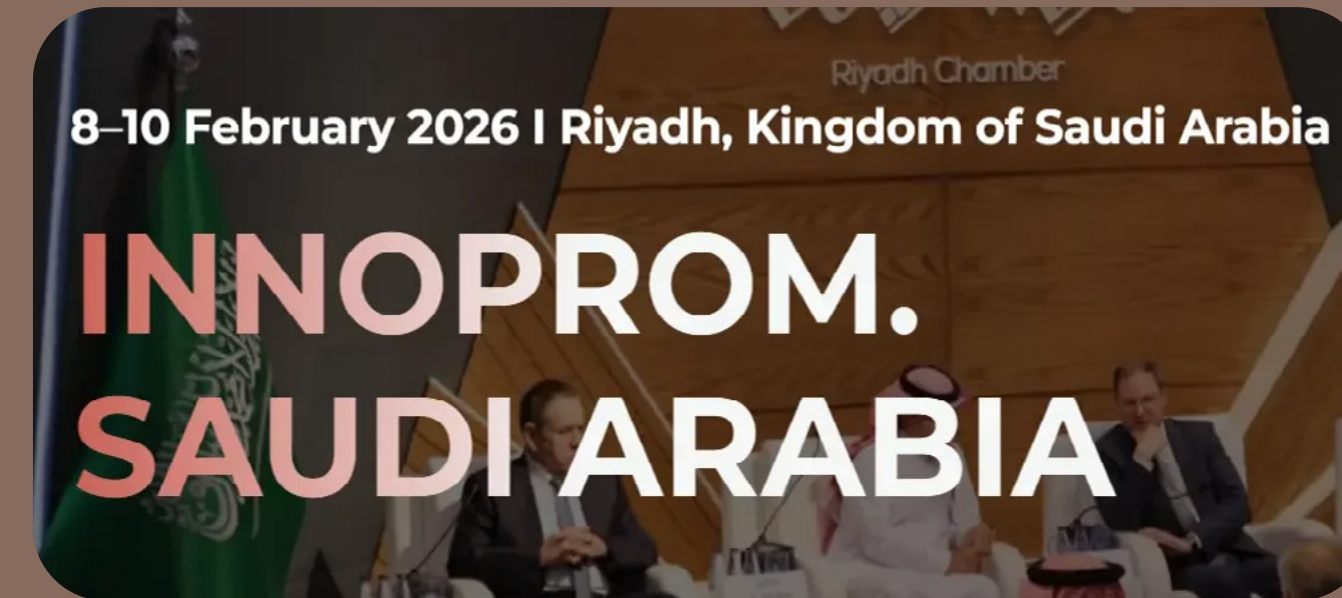 Riyadh Chamber
8–10 February 2026 I Riyadh, Kingdom of Saudi Arabia
INNOPROM.
SAUDI ARABIA